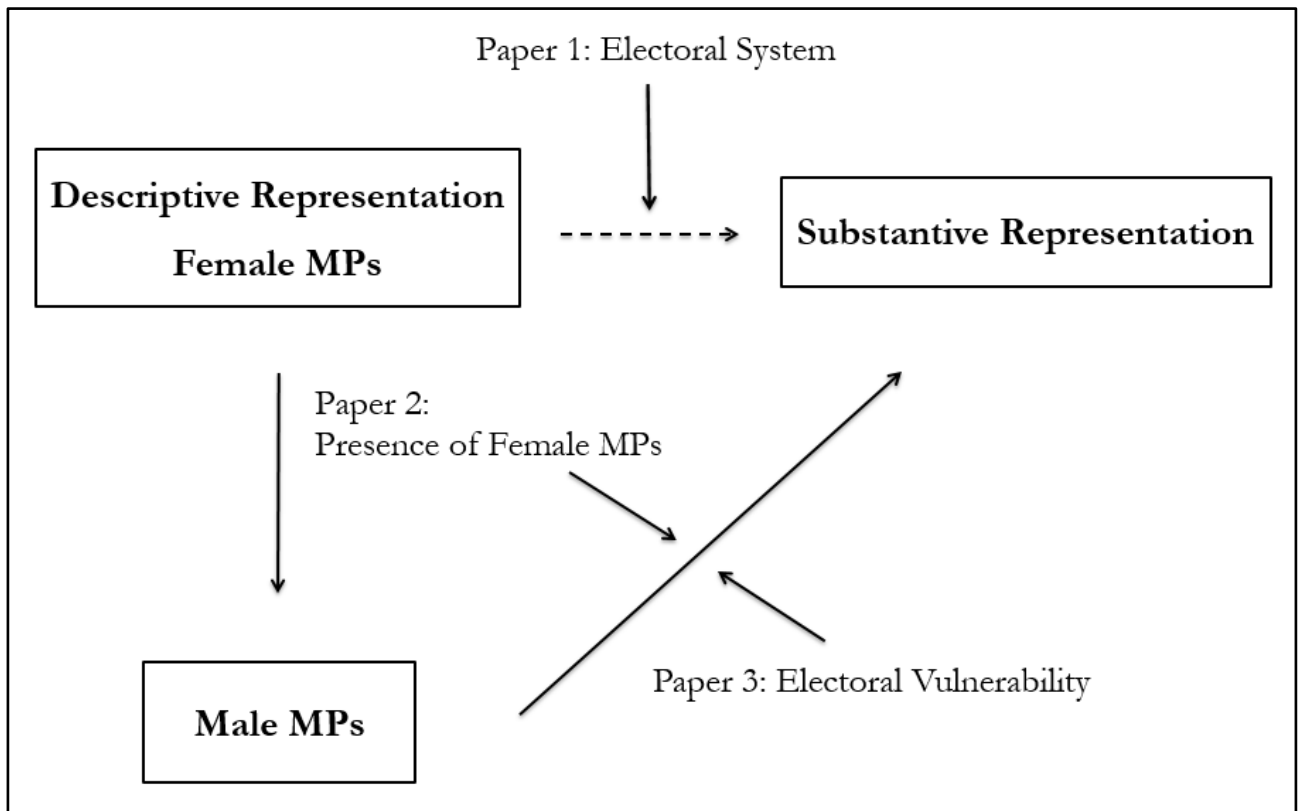 Paper 1: Electoral System
Descriptive Representation
Female MPs
Substantive Representation
Paper 2:
Presence of Female MPs
Paper 3: Electoral Vulnerability
Male MPs